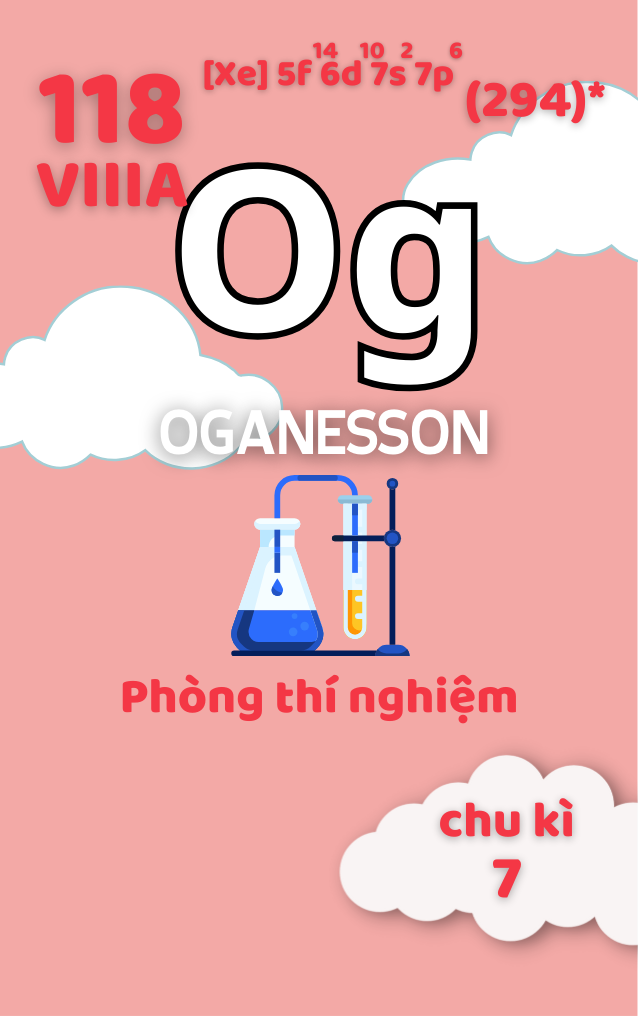 [Xe] 5f¹⁴ 6d¹⁰ 7s² 7p⁶
118
(294)*
VIIIA
Og
OGANESSON
Phòng thí nghiệm
chu kì
7